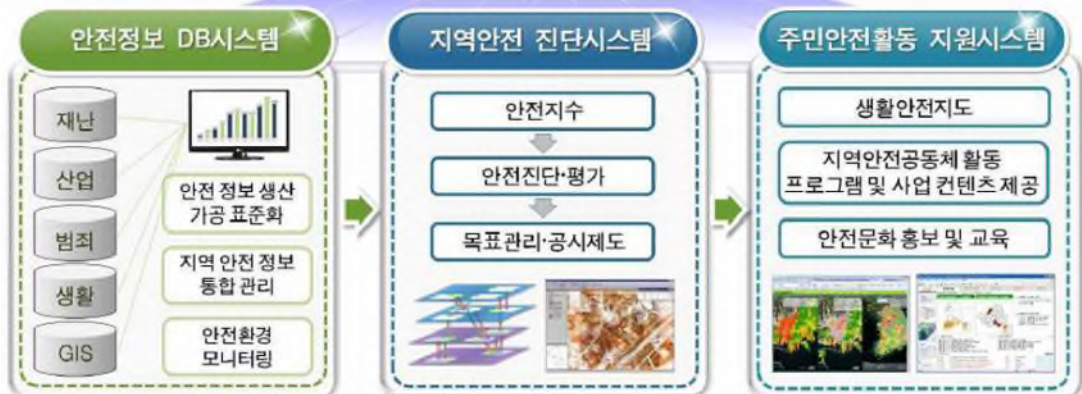 안전정보 DB시스템
재난
산업
범죄
생활
GIS
안전 정보 생산
가공 표준화
지역 안전 정보
통합 관리
안전환경
모니터링
지역안전 진단시스템
안전지수
안전진단·평가
목표관리·공시제도
주민안전활동 지원시스템
생활안전지도
지역안전공동체 활동
프로그램 및 사업 컨텐츠 제공
안전문화 홍보 및 교육